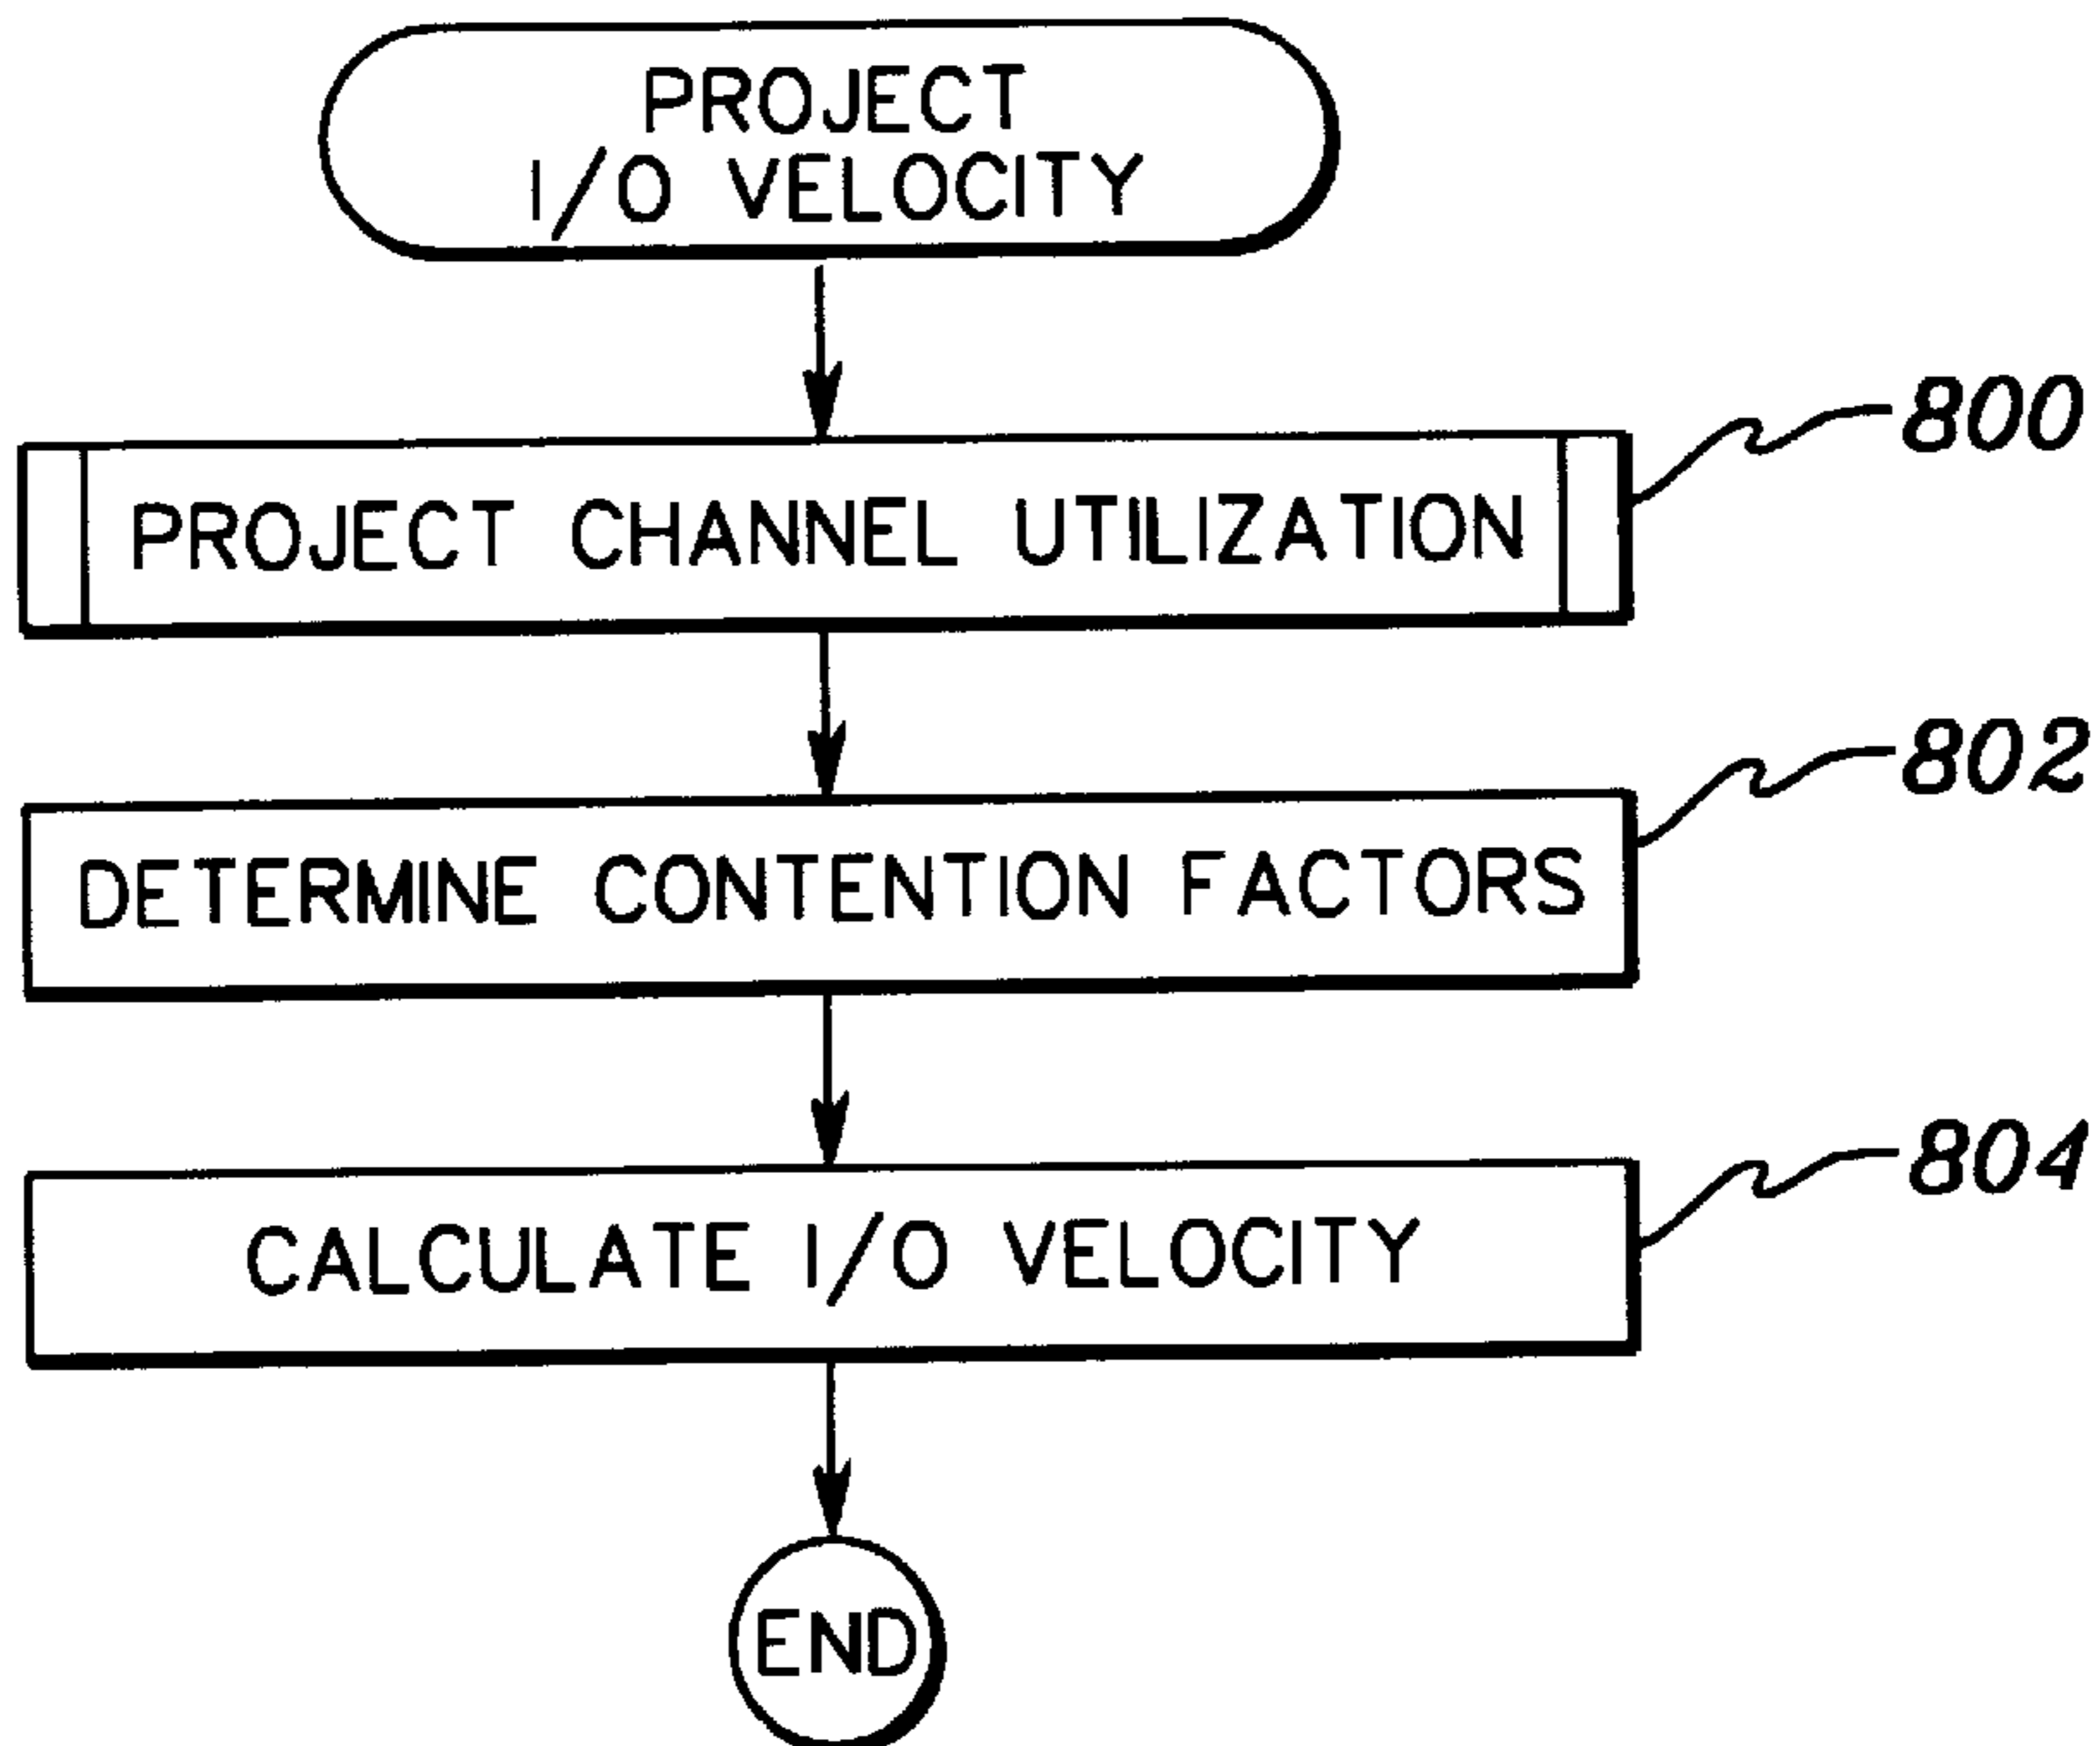 PROJECT
I/O VELOCITY
800
PROJECT CHANNEL UTILIZATION
802
DETERMINE CONTENTION FACTORS
804
CALCULATE I/O VELOCITY
END